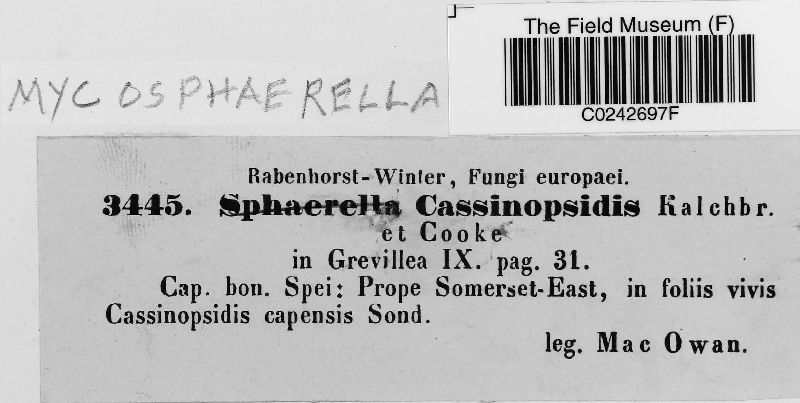 The Field Museum (F)
C0242697F
MYCOSPHAERELLA
Rabenhorst-Winter, Fungi europaei.
3445. Sphaerella Cassinopsidis Kalchbr.
et Cooke
in Grevillea IX. pag. 31.
Cap. bon. Spei: Prope Somerset-East, in foliis vivis
Cassinopsidis capensis Sond.
leg. Mac Owan.